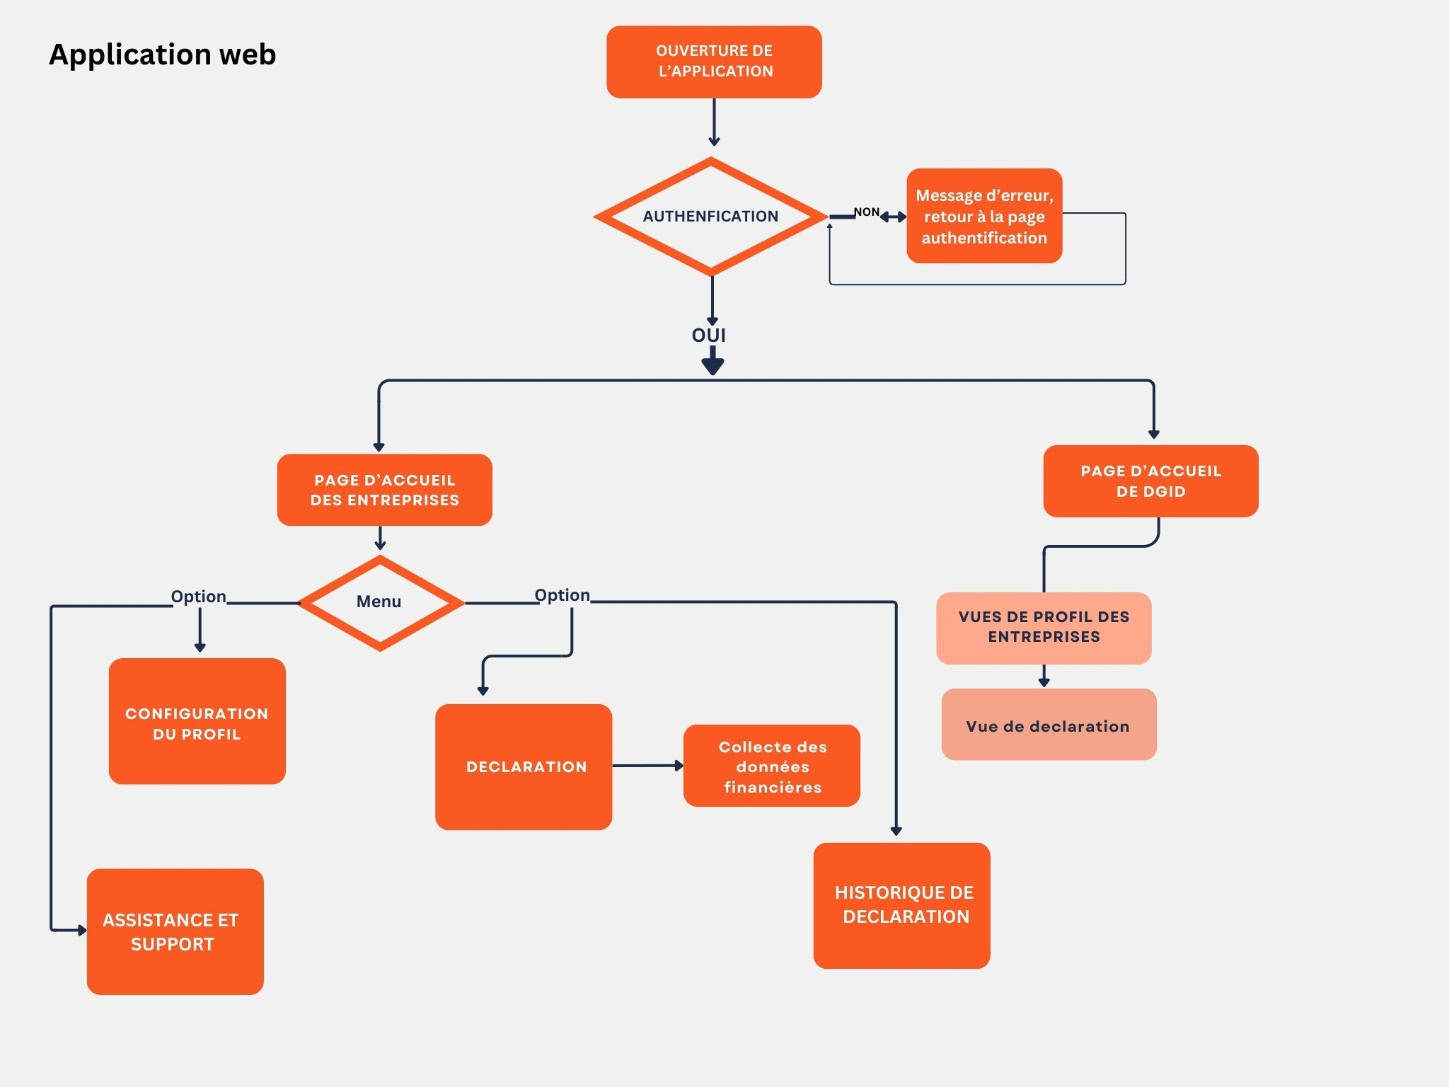 Application web
OUVERTURE DE
L’APPLICATION
AUTHENFICATION
NON
Message d’erreur,
retour à la page
authentification
OUI
PAGE D’ACCUEIL
DES ENTREPRISES
PAGE D’ACCUEIL
DE DGID
Option
Menu
Option
VUES DE PROFIL DES
ENTREPRISES
CONFIGURATION
DU PROFIL
Vue de declaration
DECLARATION
Collecte des
données
financières
HISTORIQUE DE
DECLARATION
ASSISTANCE ET
SUPPORT